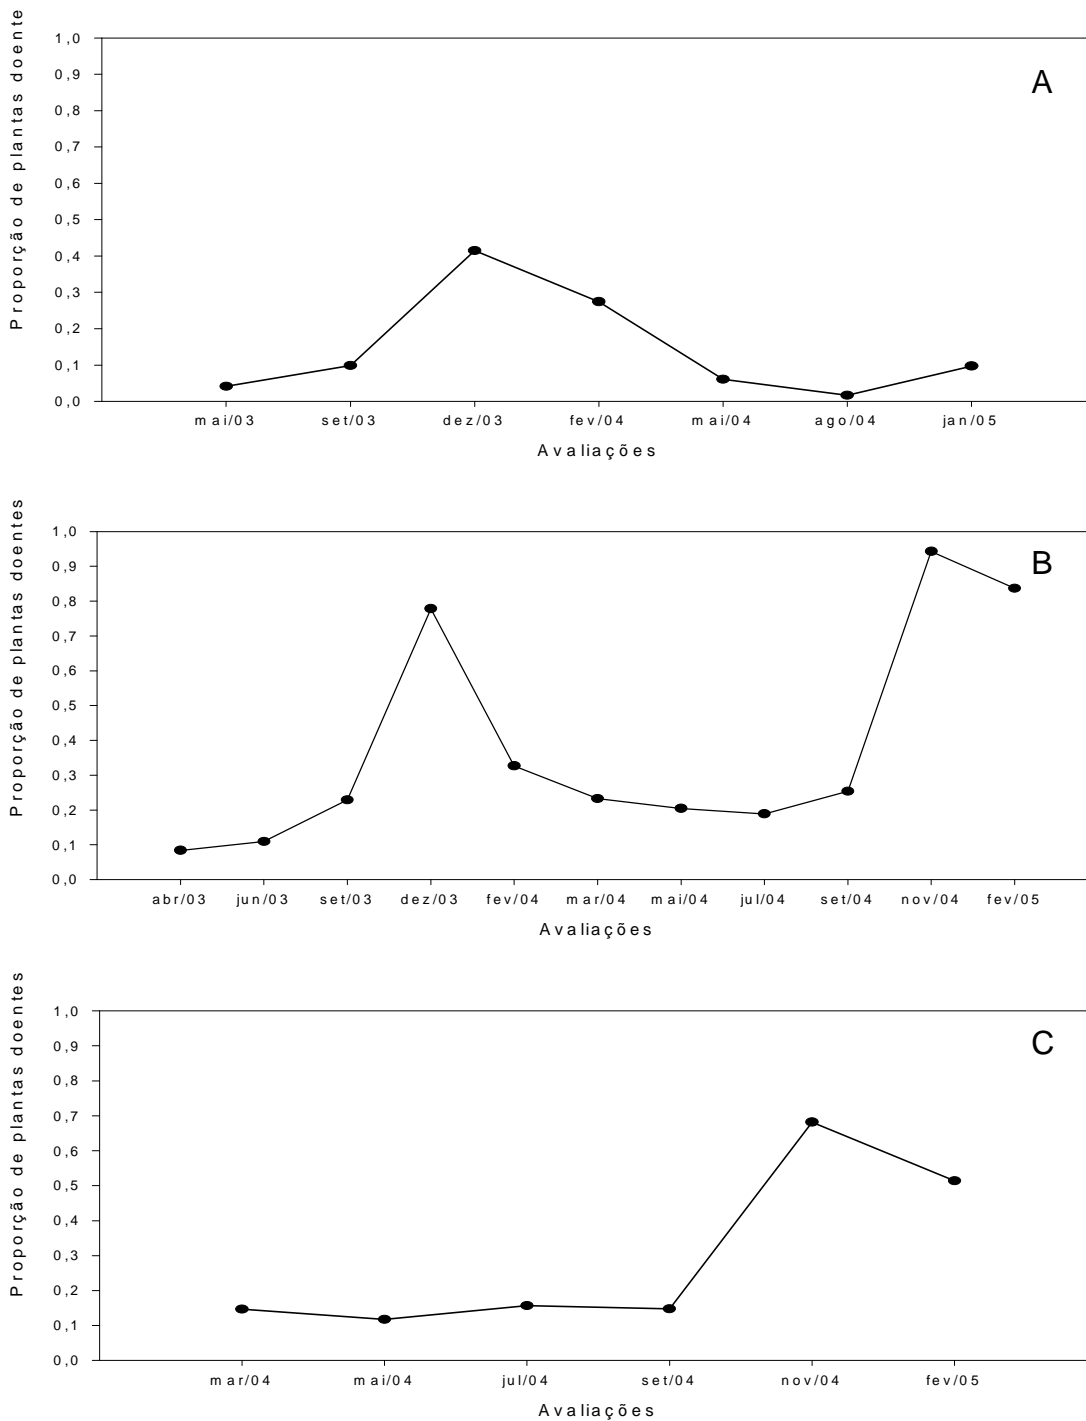 Proporção de plantas doente
1,0
0,9
0,8
0,7
0,6
0,5
0,4
0,3
0,2
0,1
0,0
A
mai/03 set/03 dez/03 fev/04 mai/04 ago/04 jan/05
Avaliações
Proporção de plantas doentes
1,0
0,9
0,8
0,7
0,6
0,5
0,4
0,3
0,2
0,1
0,0
B
abr/03 jun/03 set/03 dez/03 fev/04 mar/04 mai/04 jul/04 set/04 nov/04 fev/05
Avaliações
Proporção de plantas doentes
1,0
0,9
0,8
0,7
0,6
0,5
0,4
0,3
0,2
0,1
0,0
C
mar/04 mai/04 jul/04 set/04 nov/04 fev/05
Avaliações